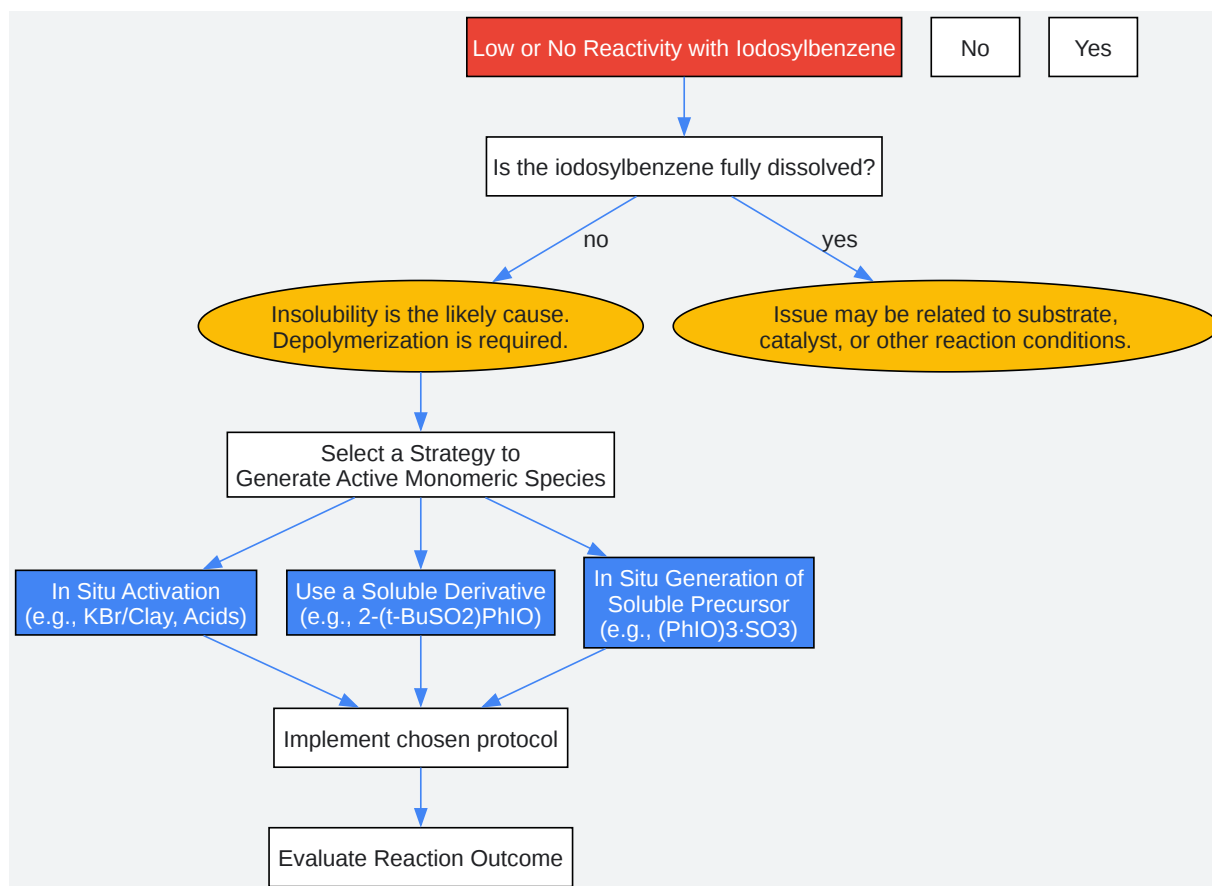 Low or No Reactivity with Iodosylbenzene
No
Yes
Is the iodosylbenzene fully dissolved?
no
yes
Insolubility is the likely cause.
Depolymerization is required.
Issue may be related to substrate,
catalyst, or other reaction conditions.
Select a Strategy to
Generate Active Monomeric Species
In Situ Activation
(e.g., KBr/Clay, Acids)
Use a Soluble Derivative
(e.g., 2-(t-BuSO2)PhIO)
In Situ Generation of
Soluble Precursor
(e.g., (PhIO)3·SO3)
Implement chosen protocol
Evaluate Reaction Outcome